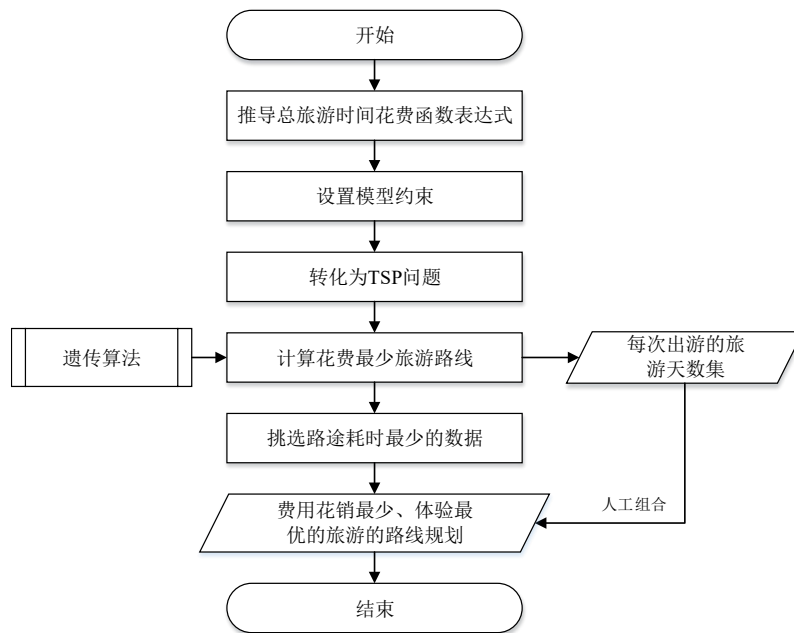 开始
推导总旅游时间花费函数表达式
设置模型约束
转化为TSP问题
遗传算法
计算花费最少旅游路线
每次出游的旅
游天数集
挑选路途耗时最少的数据
人工组合
费用花销最少、体验最
优的旅游的路线规划
结束